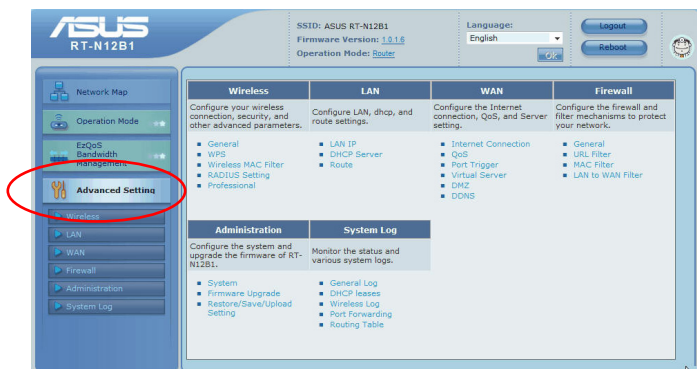 ASUS
RT-N12B1
SSID: ASUS RT-N12B1
Firmware Version: 1.0.1.6
Operation Mode: Router
Language:
English
OK
Logout
Reboot
Network Map
Operation Mode
EzQoS
Bandwidth
Management
Advanced Setting
Wireless
LAN
WAN
Firewall
Administration
System Log
Wireless
Configure your wireless
connection, security, and
other advanced parameters.
General
WPS
Wireless MAC Filter
RADIUS Setting
Professional
LAN
Configure LAN, dhcp, and
route settings.
LAN IP
DHCP Server
Route
WAN
Configure the Internet
connection, QoS, and Server
setting.
Internet Connection
QoS
Port Trigger
Virtual Server
DMZ
DDNS
Firewall
Configure the firewall and
filter mechanisms to protect
your network.
General
URL Filter
MAC Filter
LAN to WAN Filter
Administration
Configure the system and
upgrade the firmware of RT-
N12B1.
System
Firmware Upgrade
Restore/Save/Upload
Setting
System Log
Monitor the status and
various system logs.
General Log
DHCP leases
Wireless Log
Port Forwarding
Routing Table